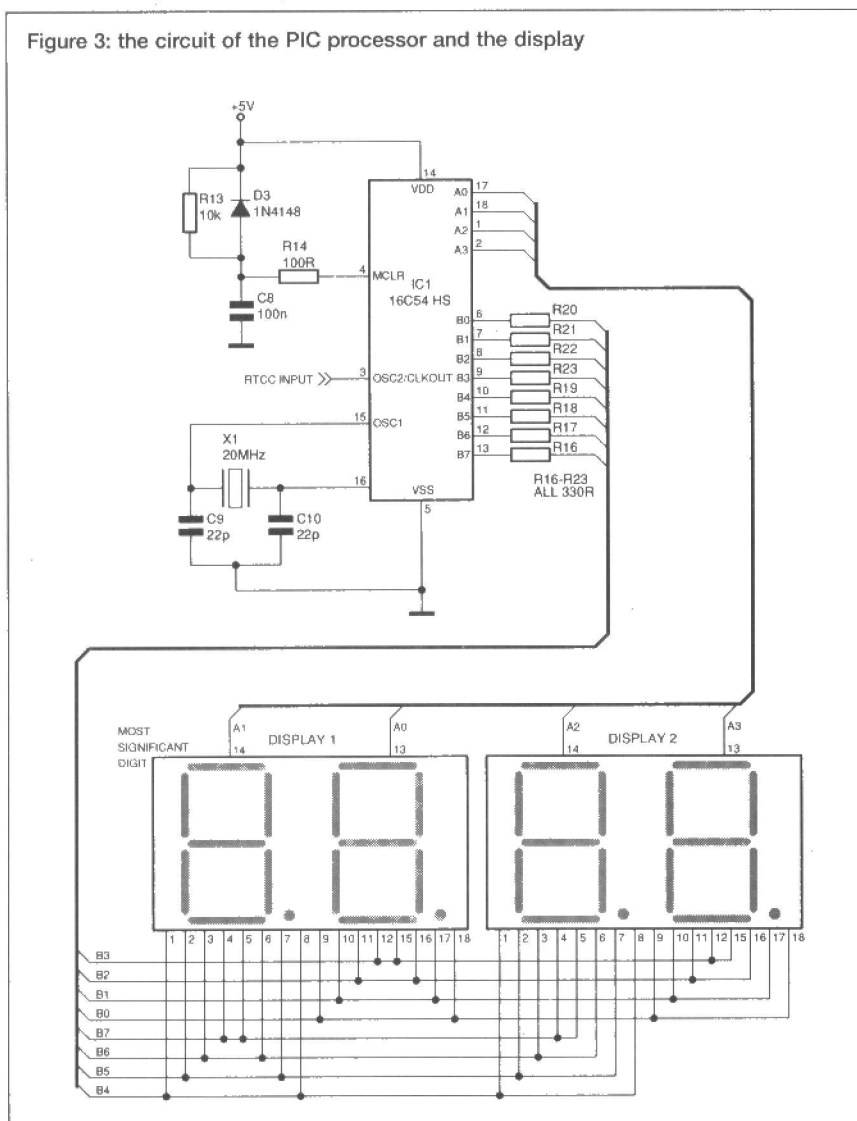 Figure 3: the circuit of the PIC processor and the display
+5V
14
VDD
R13
10k
D3
1N4148
R14
100R
4
MCLR
C8
100n
IC1
16C54 HS
A0
17
A1
18
A2
1
A3
2
B0
6
R20
B1
7
R21
B2
8
R22
B3
9
R23
B4
10
R19
B5
11
R18
B6
12
R17
B7
13
R16
RTCC INPUT
3
OSC2/CLKOUT
15
OSC1
X1
20MHz
16
R16-R23
ALL 330R
VSS
5
C9
22p
C10
22p
MOST
SIGNIFICANT
DIGIT
A1
14
DISPLAY 1
A0
13
A2
14
DISPLAY 2
A3
13
1 2 3 4 5 6 7 8 9 10 11 12 15 16 17 18
1 2 3 4 5 6 7 8 9 10 11 12 15 16 17 18
B3
B2
B1
B0
B7
B6
B5
B4